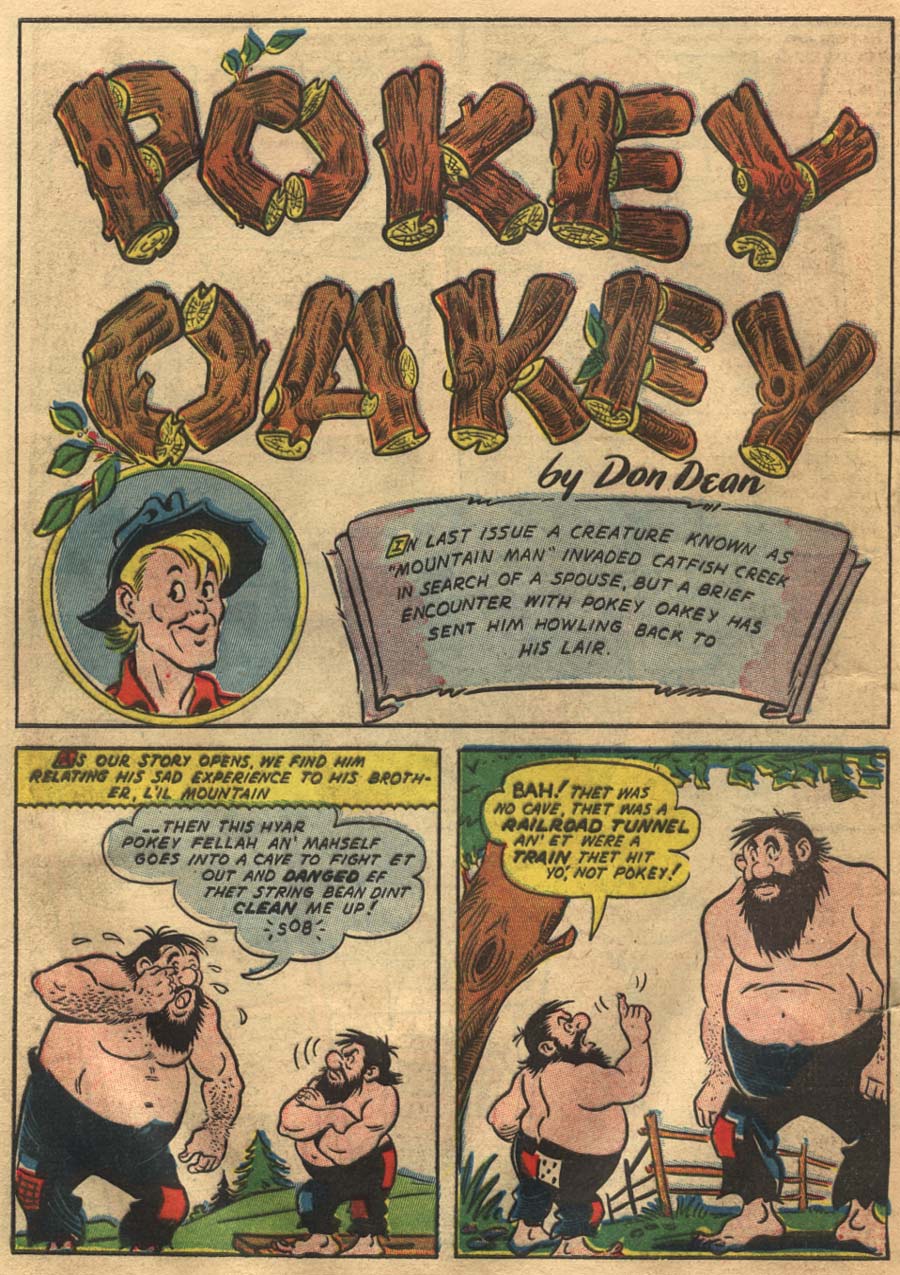 POKEY
OAKEY
by Don Dean
IN LAST ISSUE A CREATURE KNOWN AS
"MOUNTAIN MAN" INVADED CATFISH CREEK
IN SEARCH OF A SPOUSE, BUT A BRIEF
ENCOUNTER WITH POKEY OAKEY HAS
SENT HIM HOWLING BACK TO
HIS LAIR.
AS OUR STORY OPENS, WE FIND HIM
RELATING HIS SAD EXPERIENCE TO HIS BROTH-
ER, L'IL MOUNTAIN
...THEN THIS HYAR
POKEY FELLAH AN' MAHSELF
GOES INTO A CAVE TO FIGHT ET
OUT AND DANGED EF
THET STRING BEAN DINT
CLEAN ME UP!
SOB
BAH! THET WAS
NO CAVE, THET WAS A
RAILROAD TUNNEL
AN' ET WERE A
TRAIN THET HIT
YO', NOT POKEY!